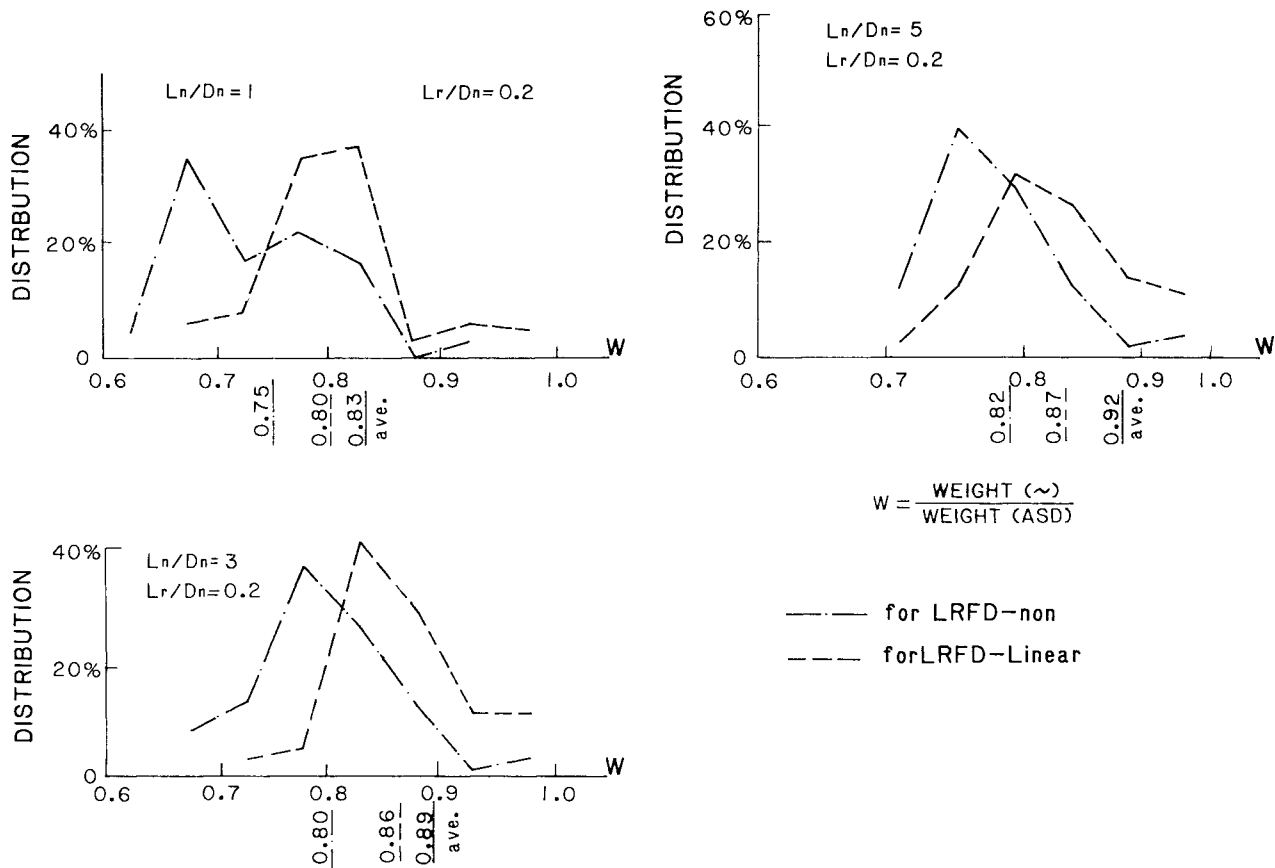 Ln/Dn=1
Lr/Dn=0.2
DISTRBUTION
40%
20%
0
0.6
0.7
0.8
0.9
1.0
W
0.75
0.80
0.83
ave.
Ln/Dn=5
Lr/Dn=0.2
DISTRIBUTION
60%
40%
20%
0
0.6
0.7
0.8
0.9
1.0
W
0.82
0.87
0.92
ave.
W = WEIGHT (~)
WEIGHT (ASD)
for LRFD-non
forLRFD-Linear
Ln/Dn=3
Lr/Dn=0.2
DISTRIBUTION
40%
20%
0
0.6
0.7
0.8
0.9
1.0
W
0.80
0.86
0.89
ave.